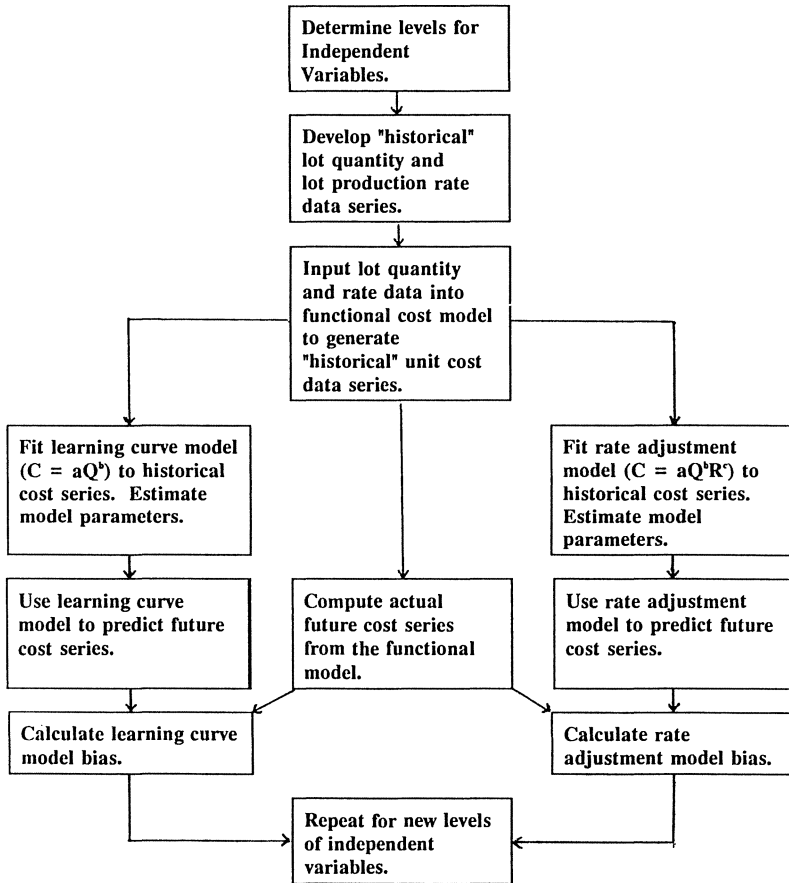 Determine levels for
Independent
Variables.
Develop "historical"
lot quantity and
lot production rate
data series.
Input lot quantity
and rate data into
functional cost model
to generate
"historical" unit cost
data series.
Fit learning curve model
(C = aQᵇ) to historical
cost series. Estimate
model parameters.
Fit rate adjustment
model (C = aQᵇRᶜ) to
historical cost series.
Estimate model
parameters.
Use learning curve
model to predict future
cost series.
Compute actual
future cost series
from the functional
model.
Use rate adjustment
model to predict future
cost series.
Calculate learning curve
model bias.
Calculate rate
adjustment model bias.
Repeat for new levels
of independent
variables.